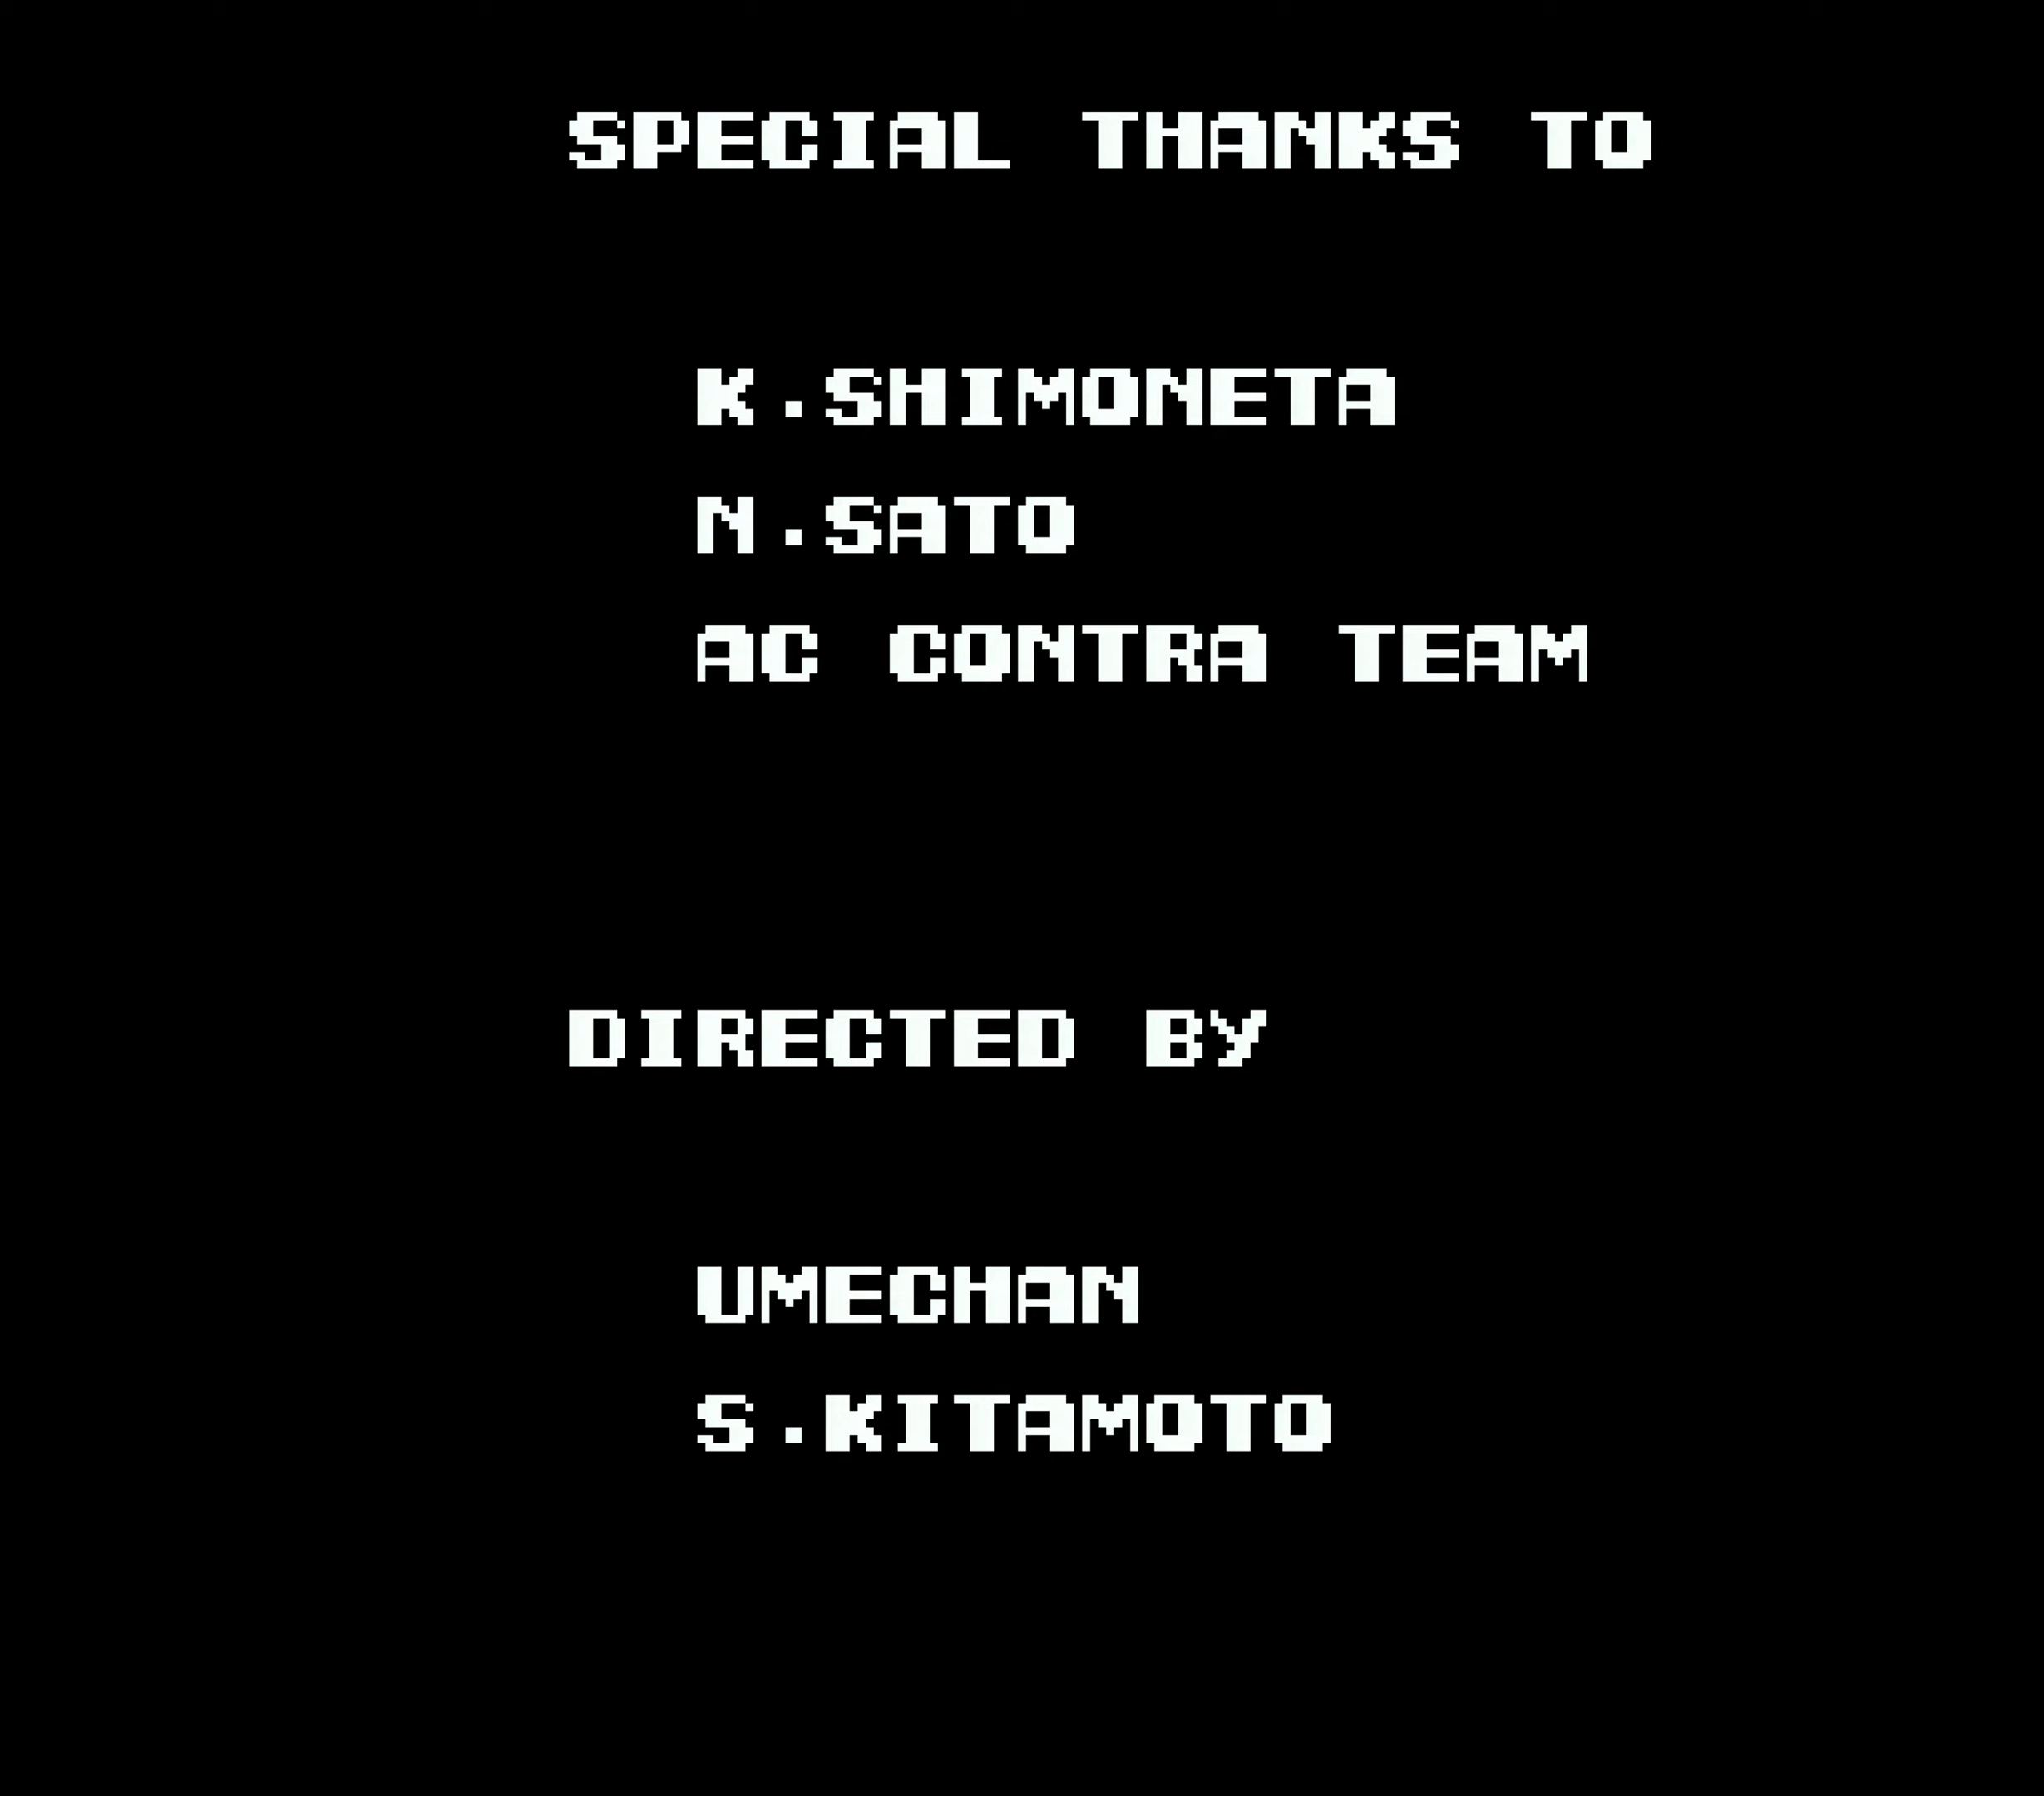 SPECIAL THANKS TO
K.SHIMONETA
N.SATO
AC CONTRA TEAM
DIRECTED BY
UMECHAN
S.KITAMOTO